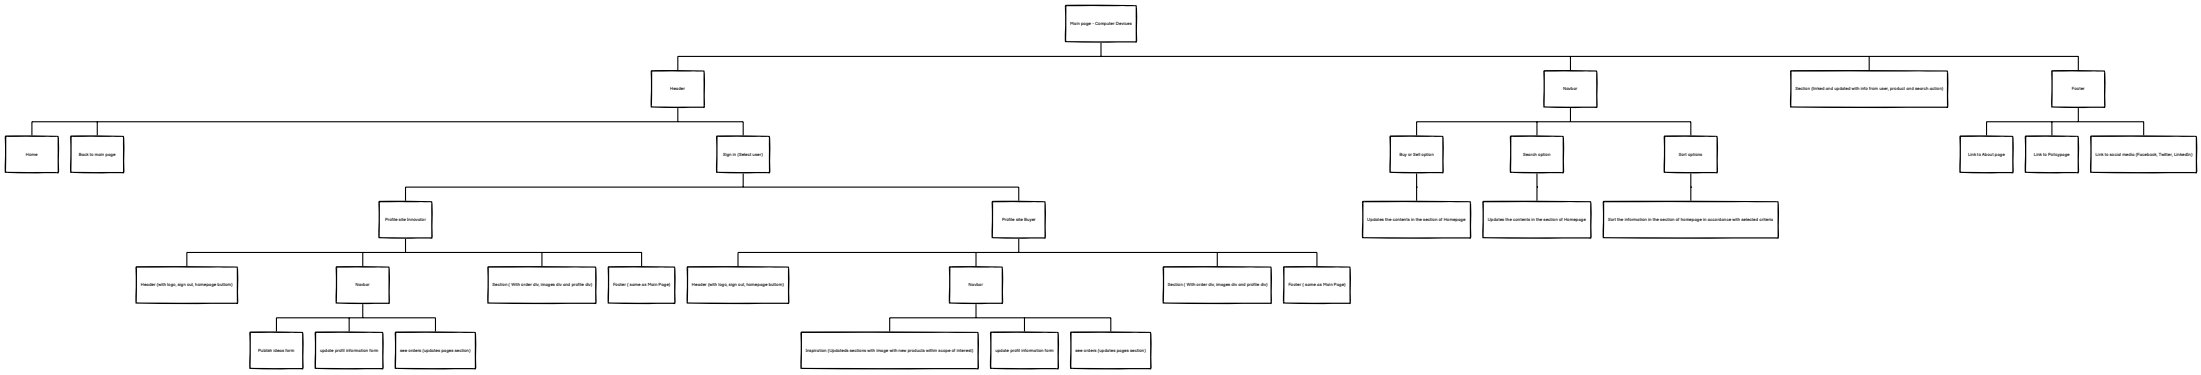 Main page - Computer Devices
Header
Navbar
Section (linked and updated with info from user, product and search action)
Footer
Home
Back to main page
Sign in (Select user)
Buy or Sell option
Search option
Sort options
Link to About page
Link to Policypage
Link to social media (Facebook, Twitter, LinkedIn)
Profile site Innovator
Profile site Buyer
Updates the contents in the section of Homepage
Updates the contents in the section of Homepage
Sort the information in the section of homepage in accordance with selected criteria
Header (with logo, sign out, homepage buttom)
Navbar
Section ( With order div, images div and profile div)
Footer ( same as Main Page)
Header (with logo, sign out, homepage buttom)
Navbar
Section ( With order div, images div and profile div)
Footer ( same as Main Page)
Publish ideas form
update profil information form
see orders (updates pages section)
Inspiration (Updateds sections with image with new products within scope of interest)
update profil information form
see orders (updates pages section)